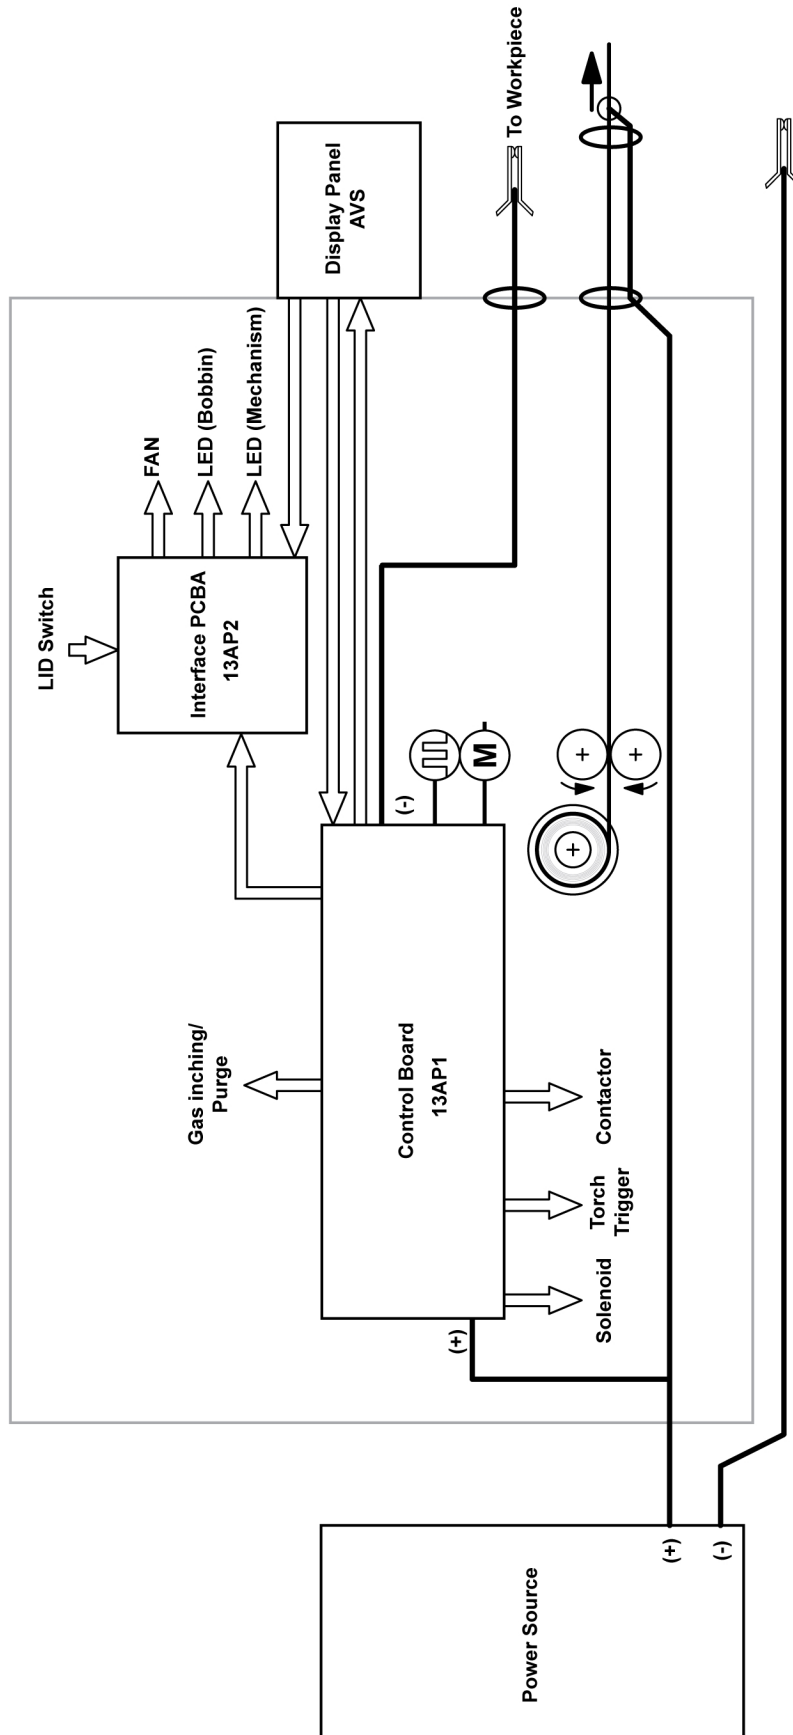 To Workpiece
Display Panel
AVS
FAN
LED (Bobbin)
LED (Mechanism)
LID Switch
Interface PCBA
13AP2
(-)
M
Gas inching/
Purge
Control Board
13AP1
Contactor
Torch
Trigger
Solenoid
(+)
(+)
(-)
Power Source